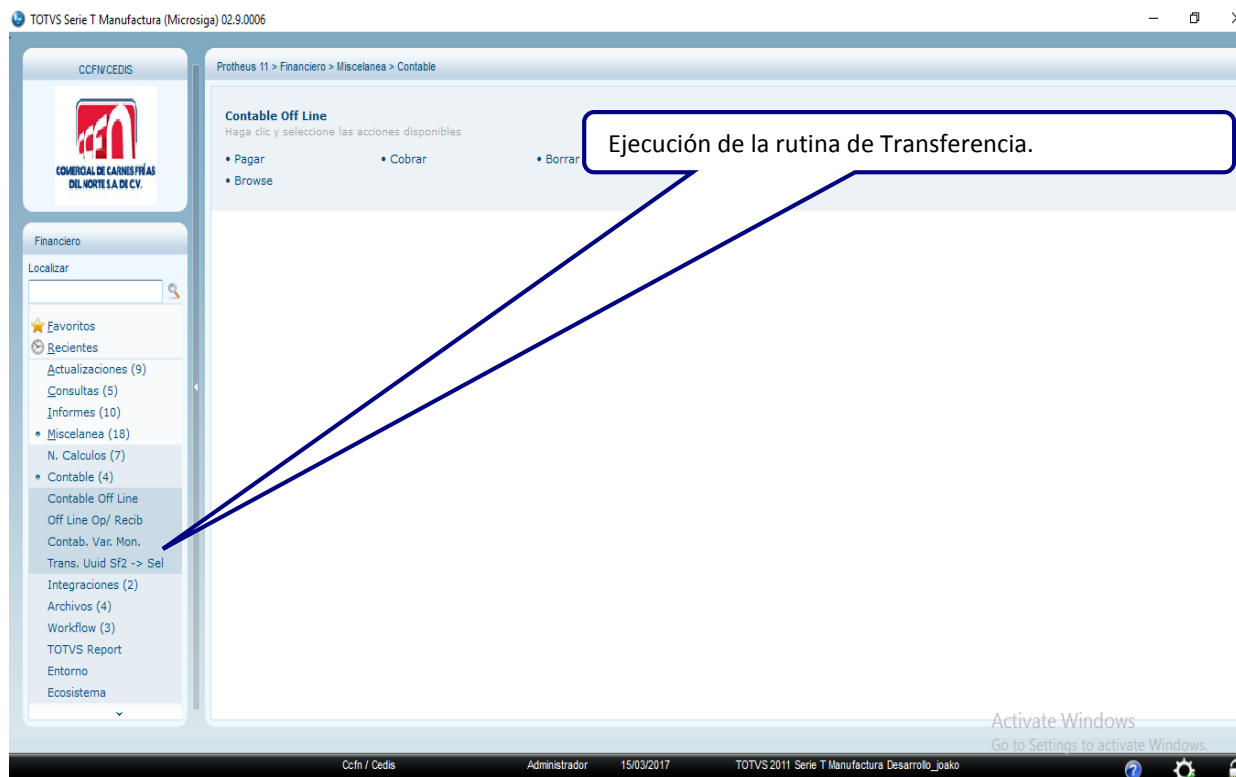 TOTVS Serie T Manufactura (Microsiga) 02.9.0006
CCFN/CEDIS
ccfn
COMERCIAL DE CARNES FRÍAS
DEL NORTE S.A DE C.V.
Protheus 11 > Financiero > Miscelanea > Contable
Contable Off Line
Haga clic y seleccione las acciones disponibles
• Pagar • Cobrar • Borrar
• Browse
Ejecución de la rutina de Transferencia.
Financiero
Localizar
Favoritos
Recientes
Actualizaciones (9)
Consultas (5)
Informes (10)
• Miscelanea (18)
N. Calculos (7)
• Contable (4)
Contable Off Line
Off Line Op/ Recib
Contab. Var. Mon.
Trans. Uuid Sf2 -> Sel
Integraciones (2)
Archivos (4)
Workflow (3)
TOTVS Report
Entorno
Ecosistema
Activate Windows
Go to Settings to activate Windows.
Ccfn / Cedis Administrador 15/03/2017 TOTVS 2011 Serie T Manufactura Desarrollo_joako